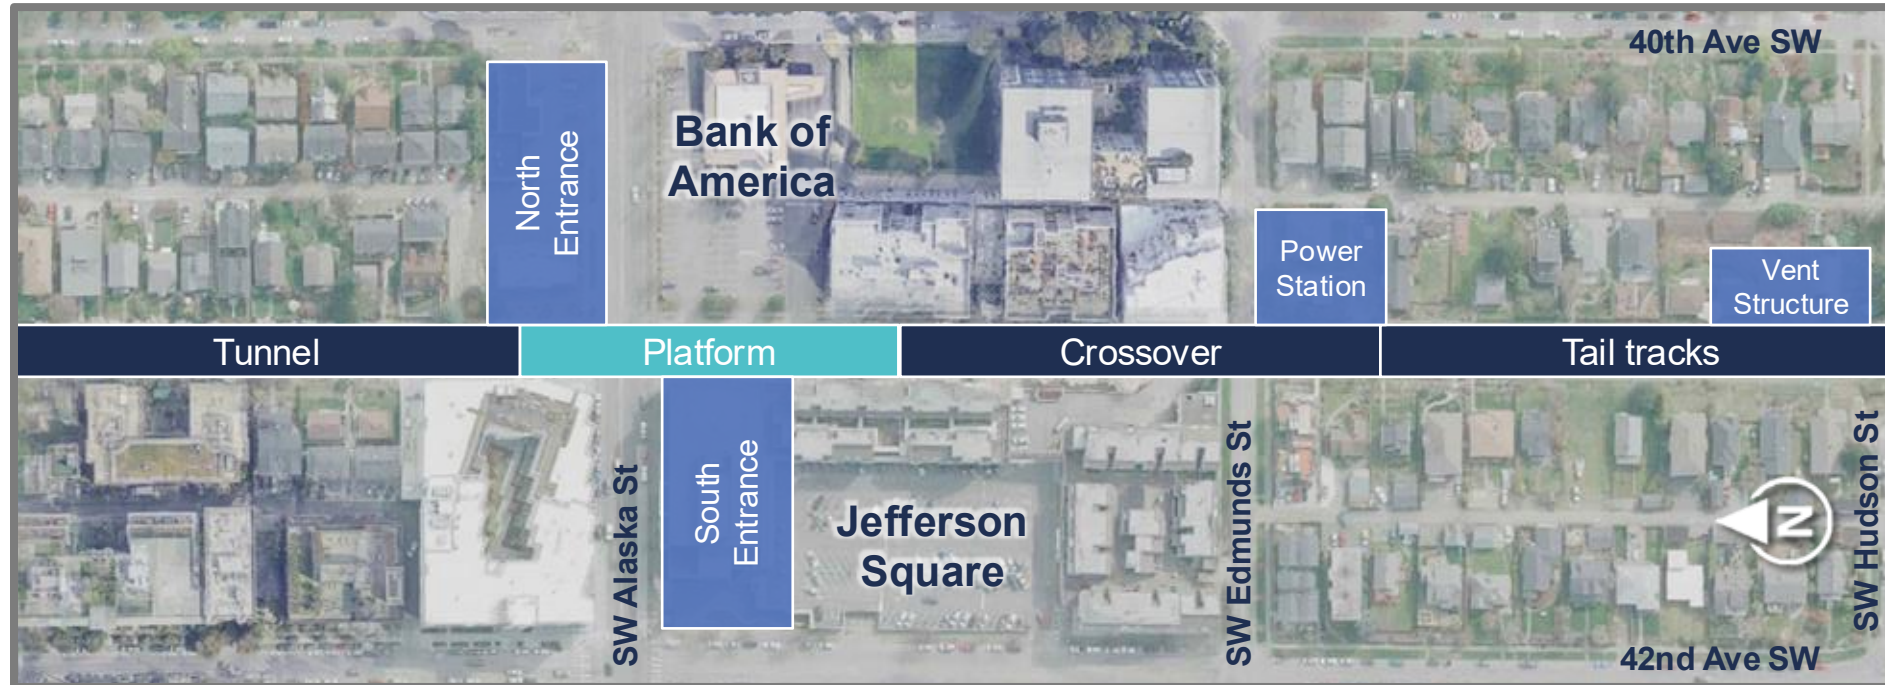 40th Ave SW
Bank of
America
North
Entrance
Power
Station
Vent
Structure
Tunnel
Platform
Crossover
Tail tracks
SW Alaska St
South
Entrance
Jefferson
Square
SW Edmunds St
N
SW Hudson St
42nd Ave SW